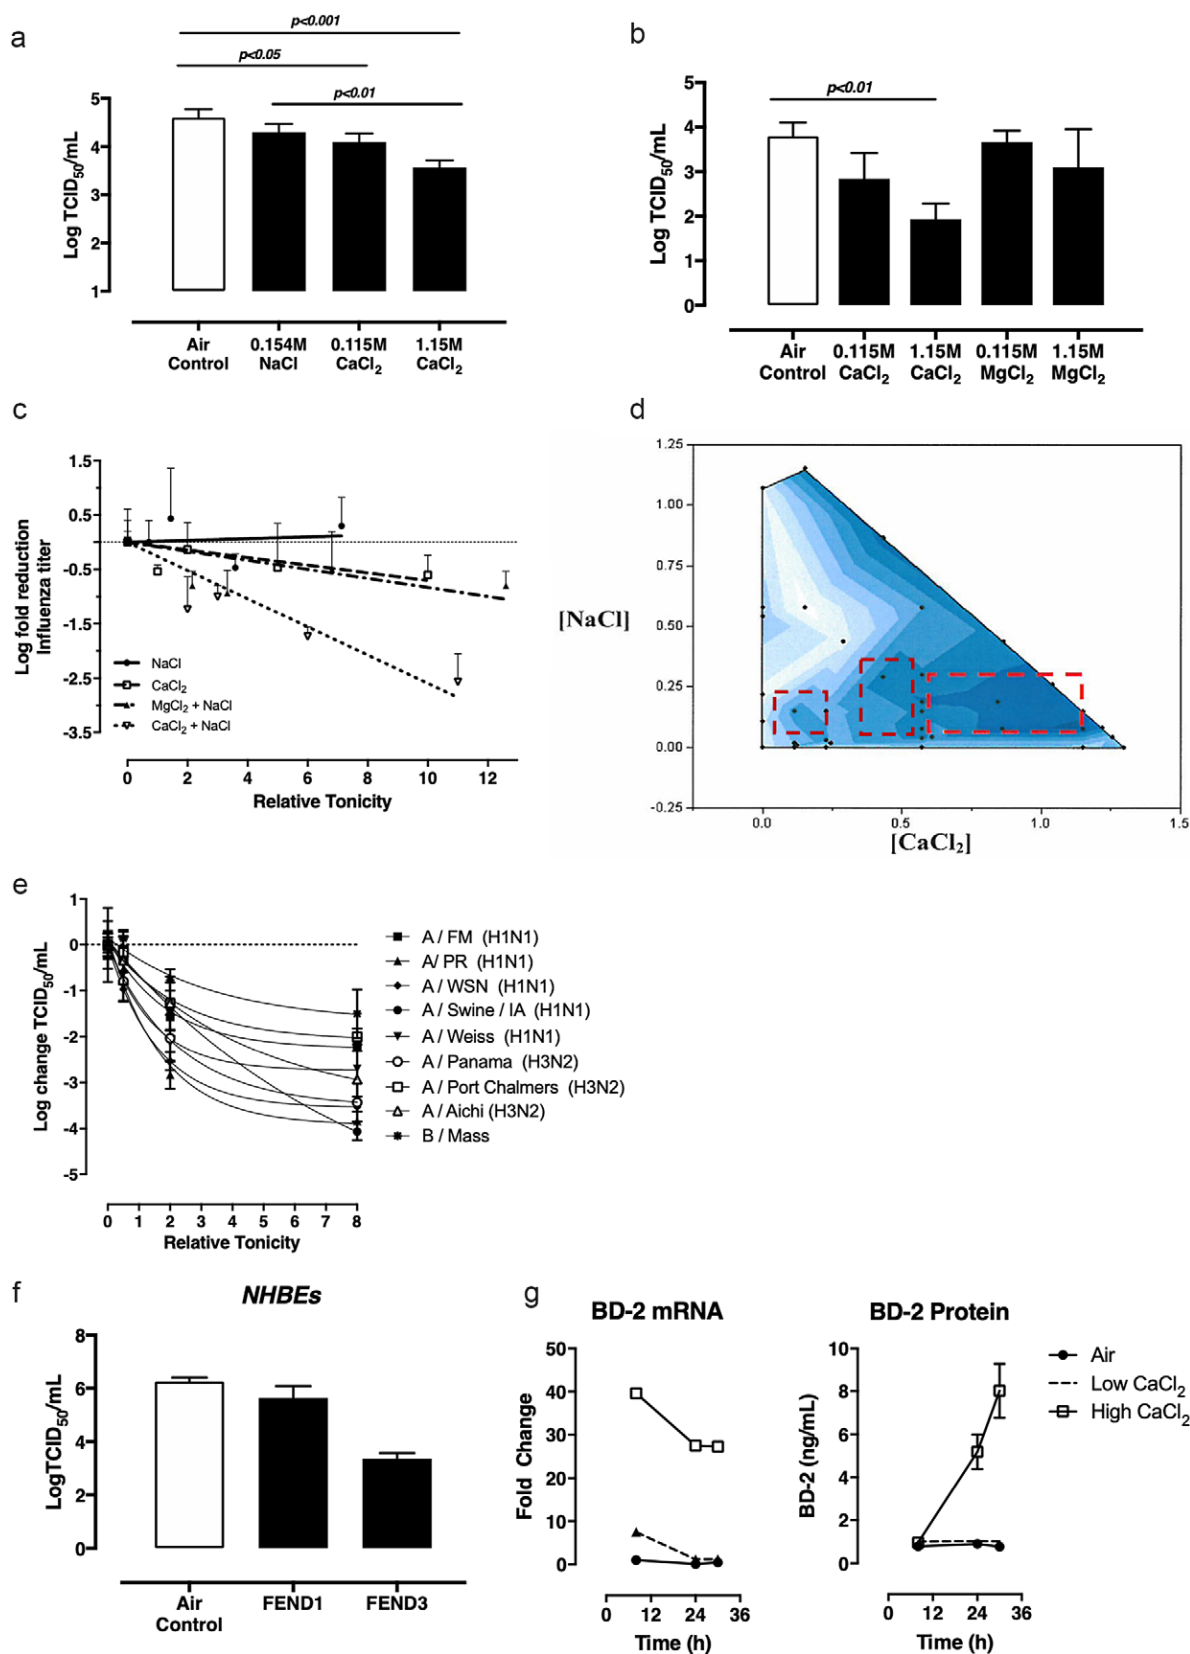 a
p<0.001
p<0.05
p<0.01
Log TCID50/mL
5
4
3
2
1
Air Control
0.154M NaCl
0.115M CaCl2
1.15M CaCl2
b
p<0.01
Log TCID50/mL
5
4
3
2
1
0
Air Control
0.115M CaCl2
1.15M CaCl2
0.115M MgCl2
1.15M MgCl2
c
Log fold reduction
Influenza titer
1.5
0.5
-0.5
-1.5
-2.5
-3.5
NaCl
CaCl2
MgCl2 + NaCl
CaCl2 + NaCl
0 2 4 6 8 10 12
Relative Tonicity
d
[NaCl]
1.25
1.00
0.75
0.50
0.25
0.00
-0.25
0.0 0.5 1.0 1.5
[CaCl2]
e
Log change TCID50/mL
1
0
-1
-2
-3
-4
-5
0 1 2 3 4 5 6 7 8
Relative Tonicity
A / FM (H1N1)
A/ PR (H1N1)
A / WSN (H1N1)
A / Swine / IA (H1N1)
A / Weiss (H1N1)
A / Panama (H3N2)
A / Port Chalmers (H3N2)
A / Aichi (H3N2)
B / Mass
f
NHBEs
LogTCID50/mL
8
6
4
2
0
Air Control
FEND1
FEND3
g
BD-2 mRNA
Fold Change
50
40
30
20
10
0
0 12 24 36
Time (h)
BD-2 Protein
BD-2 (ng/mL)
10
8
6
4
2
0
0 12 24 36
Time (h)
Air
Low CaCl2
High CaCl2